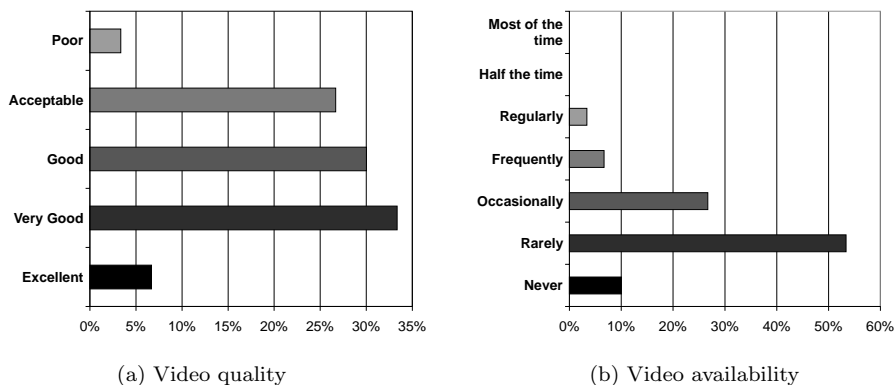 Poor
Acceptable
Good
Very Good
Excellent
0% 5% 10% 15% 20% 25% 30% 35%
(a) Video quality
Most of the
time
Half the time
Regularly
Frequently
Occasionally
Rarely
Never
0% 10% 20% 30% 40% 50% 60%
(b) Video availability